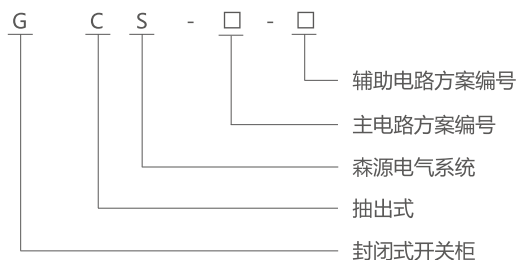 G C S - □ - □
辅助电路方案编号
主电路方案编号
森源电气系统
抽出式
封闭式开关柜